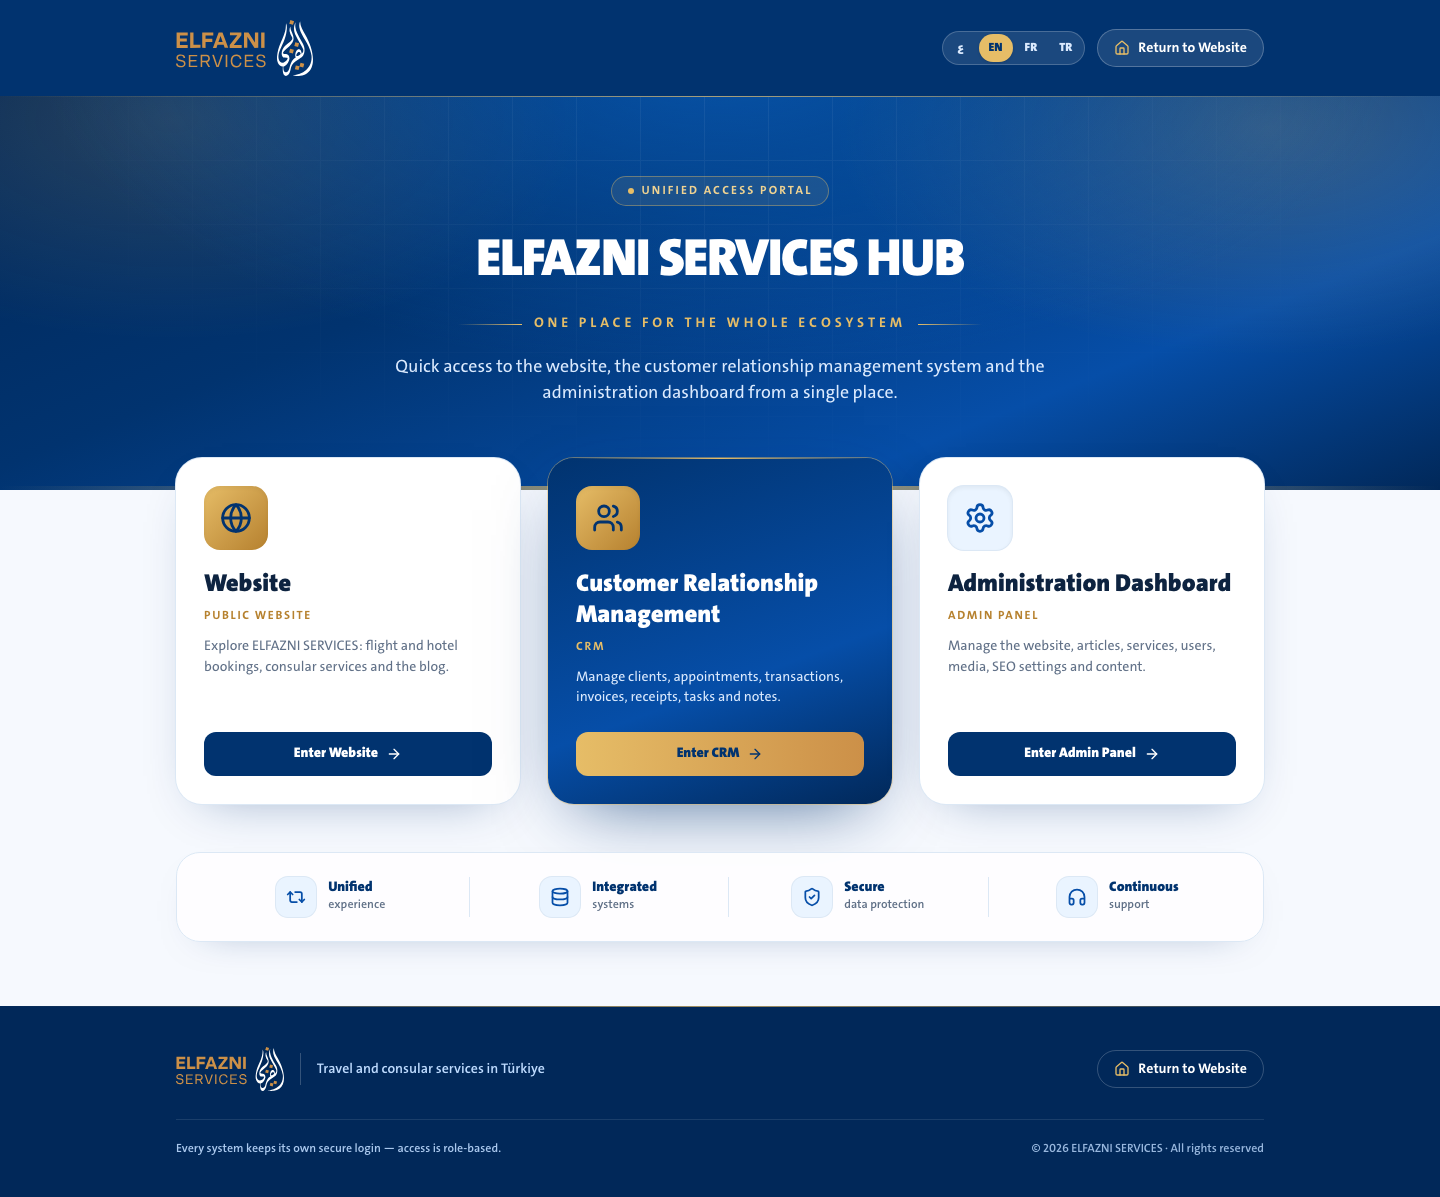 ELFAZNI
SERVICES
ع EN FR TR
Return to Website
UNIFIED ACCESS PORTAL
ELFAZNI SERVICES HUB
ONE PLACE FOR THE WHOLE ECOSYSTEM
Quick access to the website, the customer relationship management system and the
administration dashboard from a single place.
Website
PUBLIC WEBSITE
Explore ELFAZNI SERVICES: flight and hotel
bookings, consular services and the blog.
Enter Website
Customer Relationship
Management
CRM
Manage clients, appointments, transactions,
invoices, receipts, tasks and notes.
Enter CRM
Administration Dashboard
ADMIN PANEL
Manage the website, articles, services, users,
media, SEO settings and content.
Enter Admin Panel
Unified
experience
Integrated
systems
Secure
data protection
Continuous
support
ELFAZNI
SERVICES
Travel and consular services in Türkiye
Return to Website
Every system keeps its own secure login — access is role-based.
© 2026 ELFAZNI SERVICES · All rights reserved